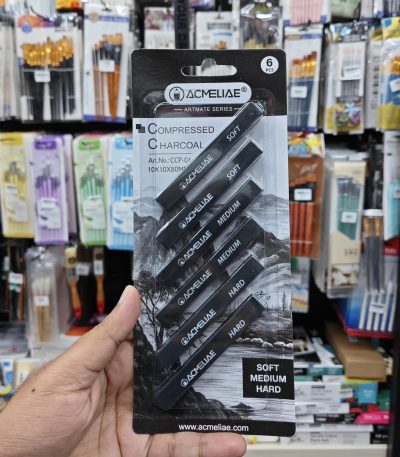 6
PCS
ACMELIAE®
ARTMATE SERIES
COMPRESSED
CHARCOAL
Art.No.: CCP-01
10X10X80MM
ACMELIAE SOFT
ACMELIAE SOFT
ACMELIAE MEDIUM
ACMELIAE MEDIUM
ACMELIAE HARD
ACMELIAE HARD
SOFT
MEDIUM
HARD
www.acmeliae.com